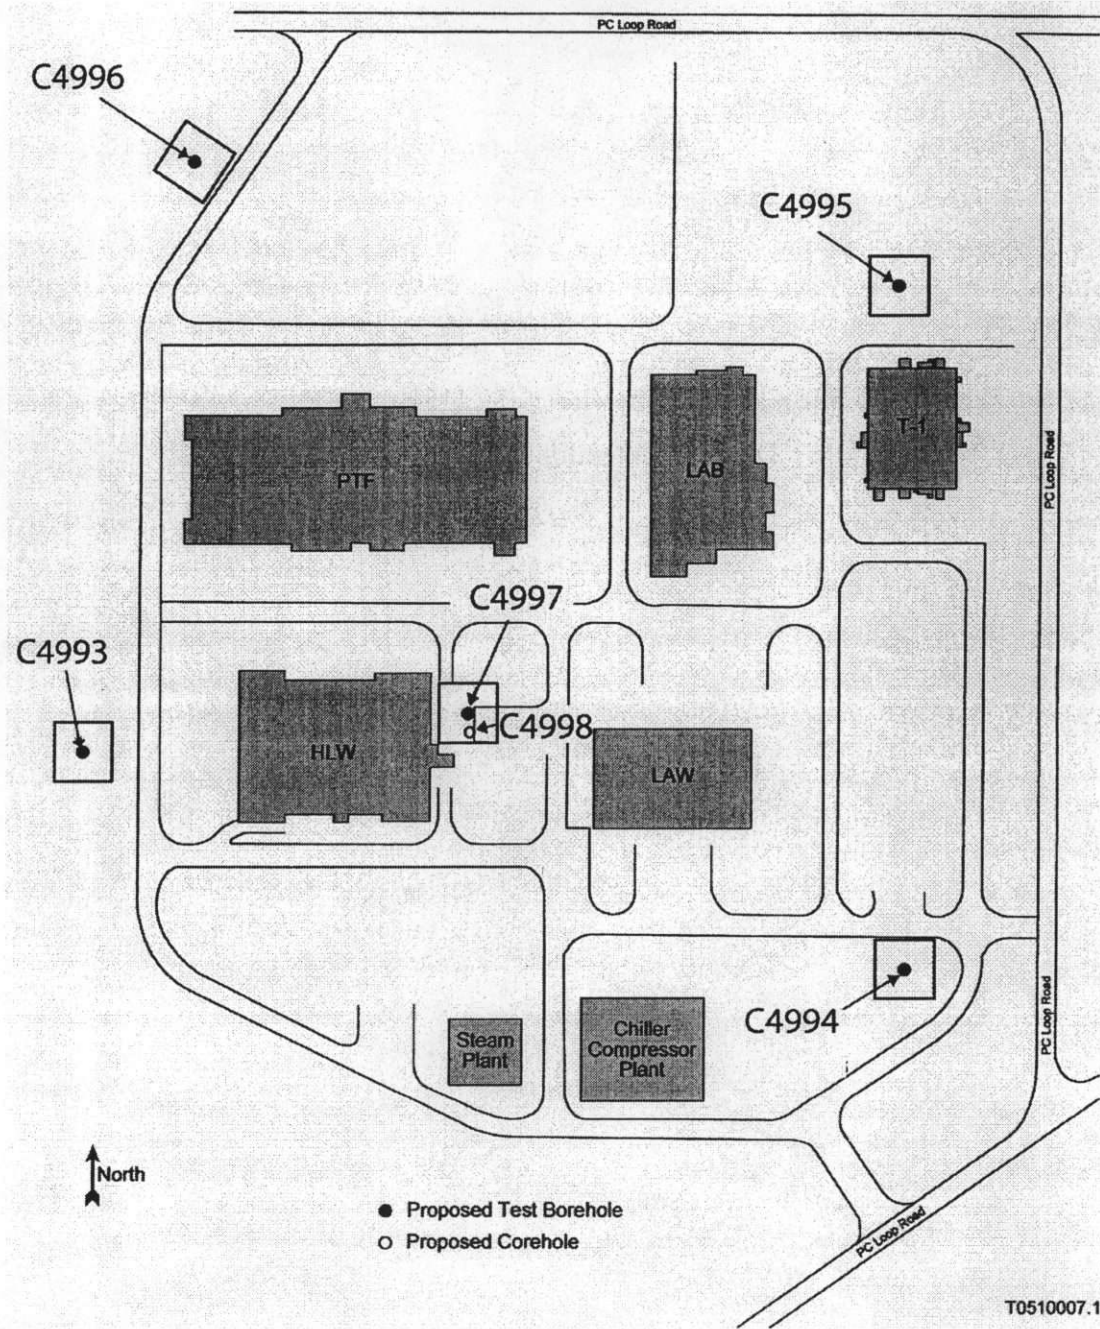 PC Loop Road
C4996
C4995
T-1
PC Loop Road
LAB
PTF
C4997
C4993
C4998
HLW
LAW
C4994
PC Loop Road
Steam
Plant
Chiller
Compressor
Plant
North
Proposed Test Borehole
Proposed Corehole
PC Loop Road
T0510007.1